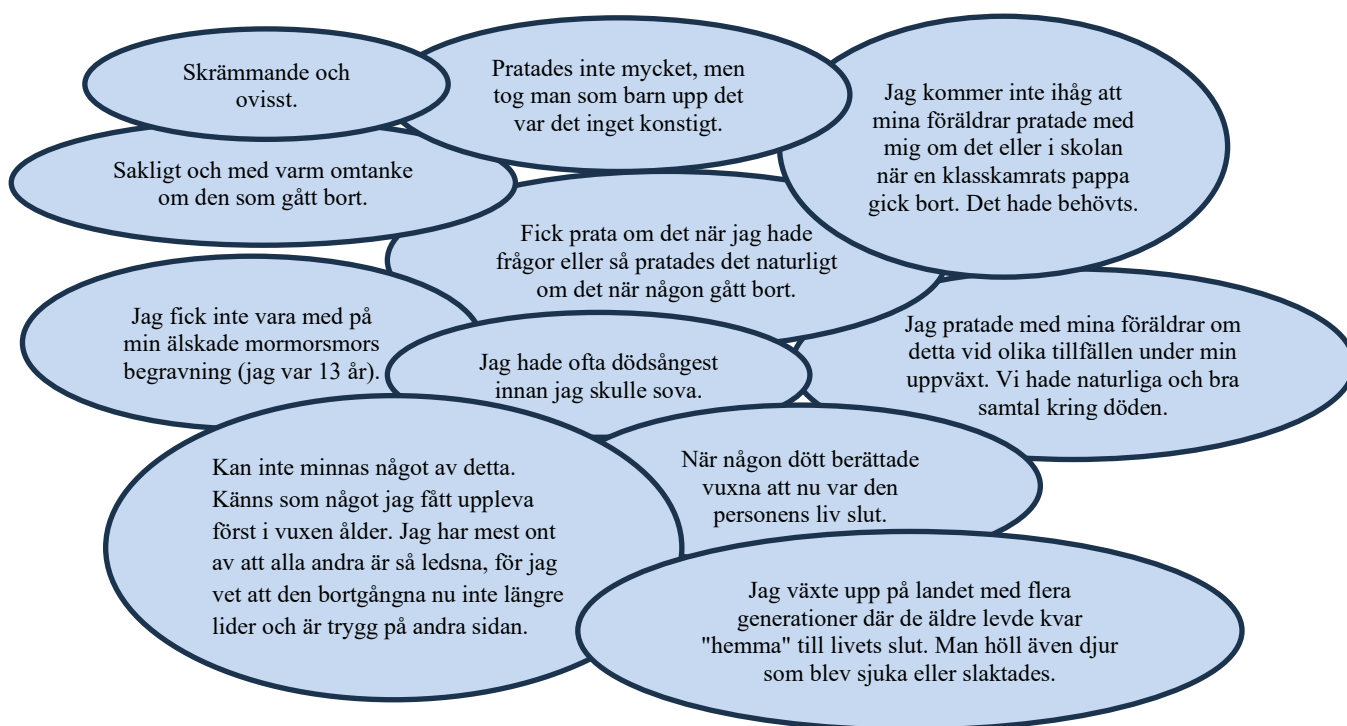 Skrämmande och
ovisst.
Pratades inte mycket, men
tog man som barn upp det
var det inget konstigt.
Jag kommer inte ihåg att
mina föräldrar pratade med
mig om det eller i skolan
när en klasskamrats pappa
gick bort. Det hade behövts.
Sakligt och med varm omtanke
om den som gått bort.
Fick prata om det när jag hade
frågor eller så pratades det naturligt
om det när någon gått bort.
Jag fick inte vara med på
min älskade mormorsmors
begravning (jag var 13 år).
Jag hade ofta dödsångest
innan jag skulle sova.
Jag pratade med mina föräldrar om
detta vid olika tillfällen under min
uppväxt. Vi hade naturliga och bra
samtal kring döden.
Kan inte minnas något av detta.
Känns som något jag fått uppleva
först i vuxen ålder. Jag har mest ont
av att alla andra är så ledsna, för jag
vet att den bortgångna nu inte längre
lider och är trygg på andra sidan.
När någon dött berättade
vuxna att nu var den
personens liv slut.
Jag växte upp på landet med flera
generationer där de äldre levde kvar
"hemma" till livets slut. Man höll även djur
som blev sjuka eller slaktades.